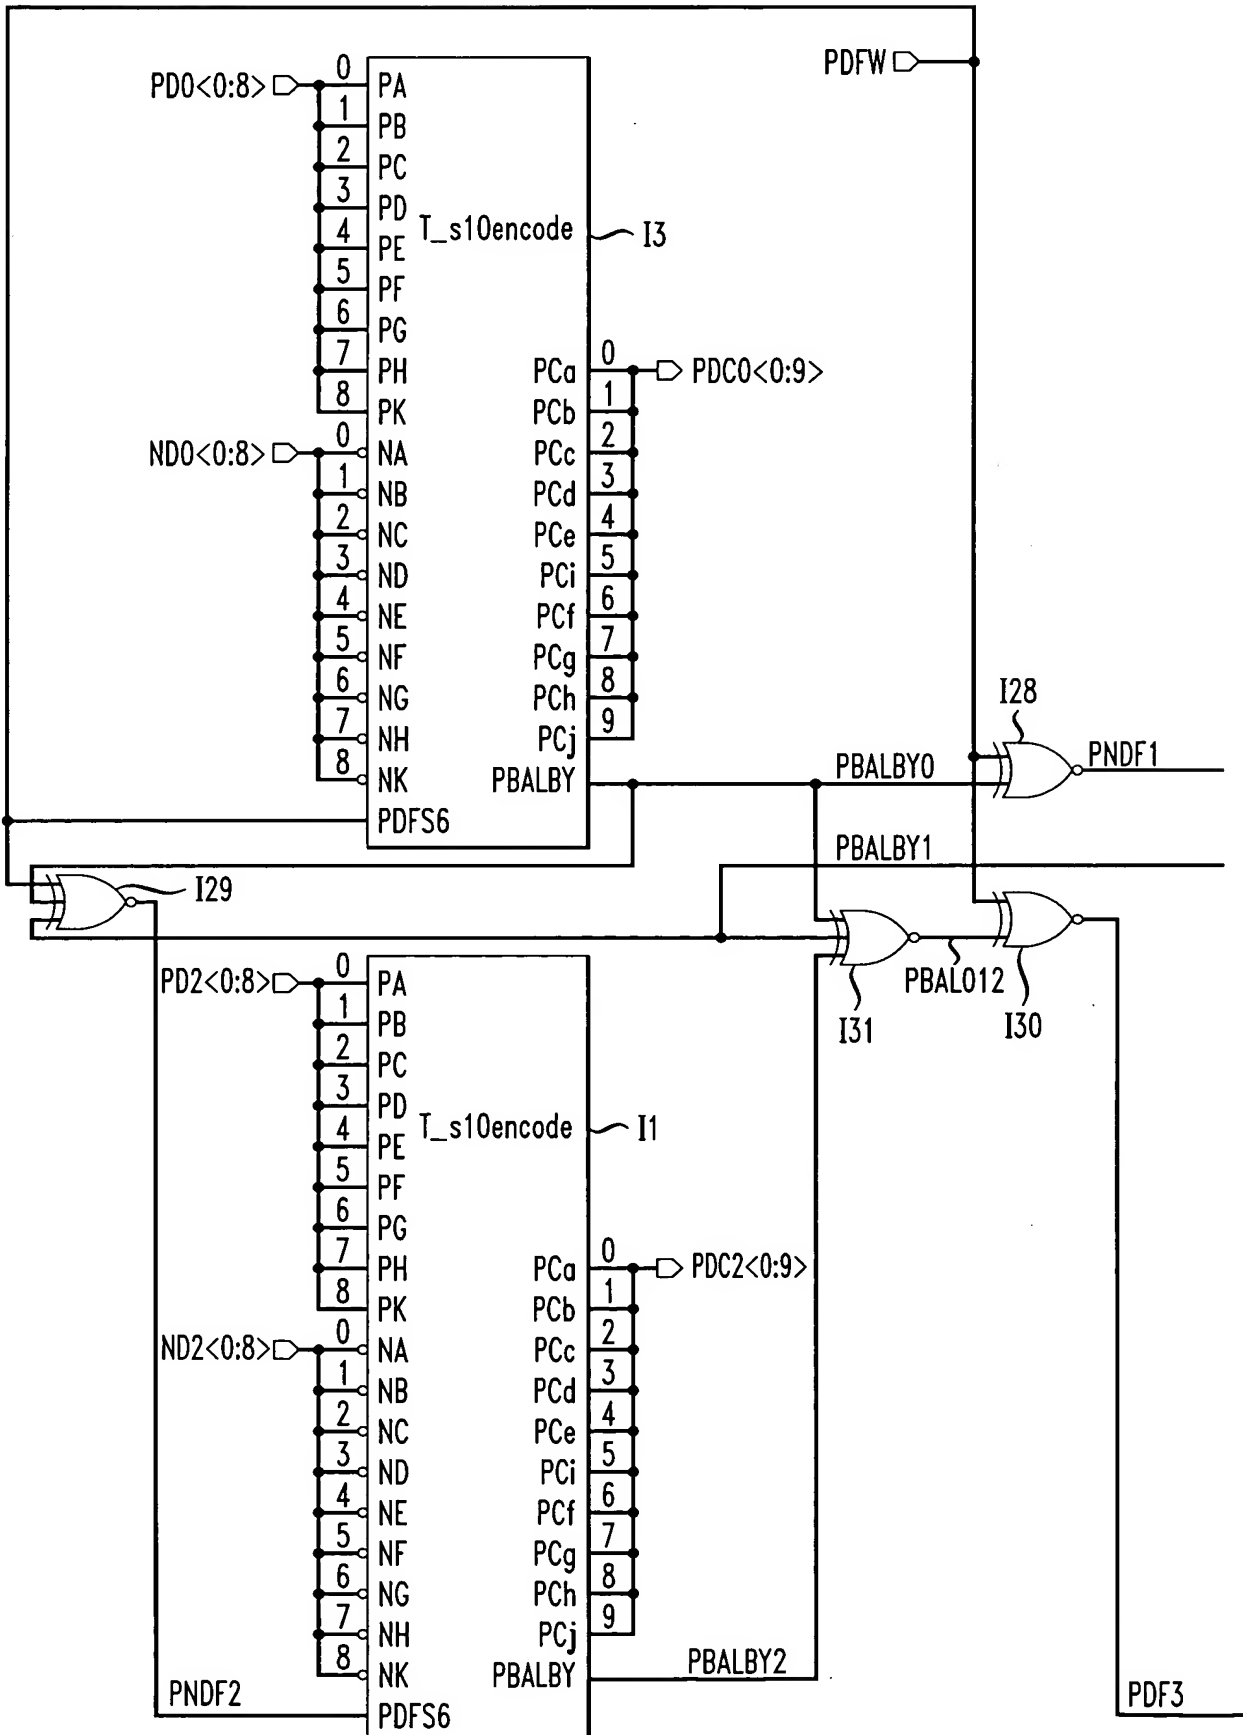 PDFW
PD0<0:8>
0 PA
1 PB
2 PC
3 PD
4 PE
5 PF
6 PG
7 PH
8 PK
T_s10encode
I3
ND0<0:8>
0 NA
1 NB
2 NC
3 ND
4 NE
5 NF
6 NG
7 NH
8 NK
PDFS6
PCa 0
PDC0<0:9>
PCb 1
PCc 2
PCd 3
PCe 4
PCi 5
PCf 6
PCg 7
PCh 8
PCj 9
PBALBY
PBALBY0
I28
PNDF1
PBALBY1
I29
I31
PBAL012
I30
PD2<0:8>
0 PA
1 PB
2 PC
3 PD
4 PE
5 PF
6 PG
7 PH
8 PK
T_s10encode
I1
ND2<0:8>
0 NA
1 NB
2 NC
3 ND
4 NE
5 NF
6 NG
7 NH
8 NK
PNDF2
PDFS6
PCa 0
PDC2<0:9>
PCb 1
PCc 2
PCd 3
PCe 4
PCi 5
PCf 6
PCg 7
PCh 8
PCj 9
PBALBY
PBALBY2
PDF3